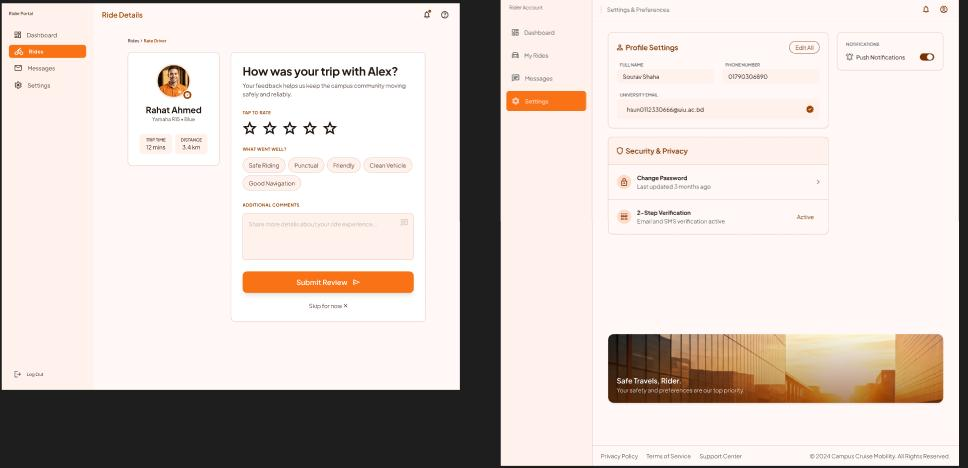 Rider Portal
Dashboard
Rides
Messages
Settings
Log Out
Ride Details
Rides > Rate Driver
Rahat Ahmed
Yamaha R15 • Blue
TRIP TIME
12 mins
DISTANCE
3.4 km
How was your trip with Alex?
Your feedback helps us keep the campus community moving
safely and reliably.
TAP TO RATE
WHAT WENT WELL?
Safe Riding
Punctual
Friendly
Clean Vehicle
Good Navigation
ADDITIONAL COMMENTS
Share more details about your ride experience...
Submit Review
Skip for now ×
Rider Account
Dashboard
My Rides
Messages
Settings
Settings & Preferences
Profile Settings
Edit All
FULL NAME
Sourav Shaha
PHONE NUMBER
01790306890
UNIVERSITY EMAIL
hsun0112330666@uiu.ac.bd
NOTIFICATIONS
Push Notifications
Security & Privacy
Change Password
Last updated 3 months ago
2-Step Verification
Email and SMS verification active
Active
Safe Travels, Rider.
Your safety and preferences are our top priority.
Privacy Policy
Terms of Service
Support Center
© 2024 Campus Cruise Mobility. All Rights Reserved.